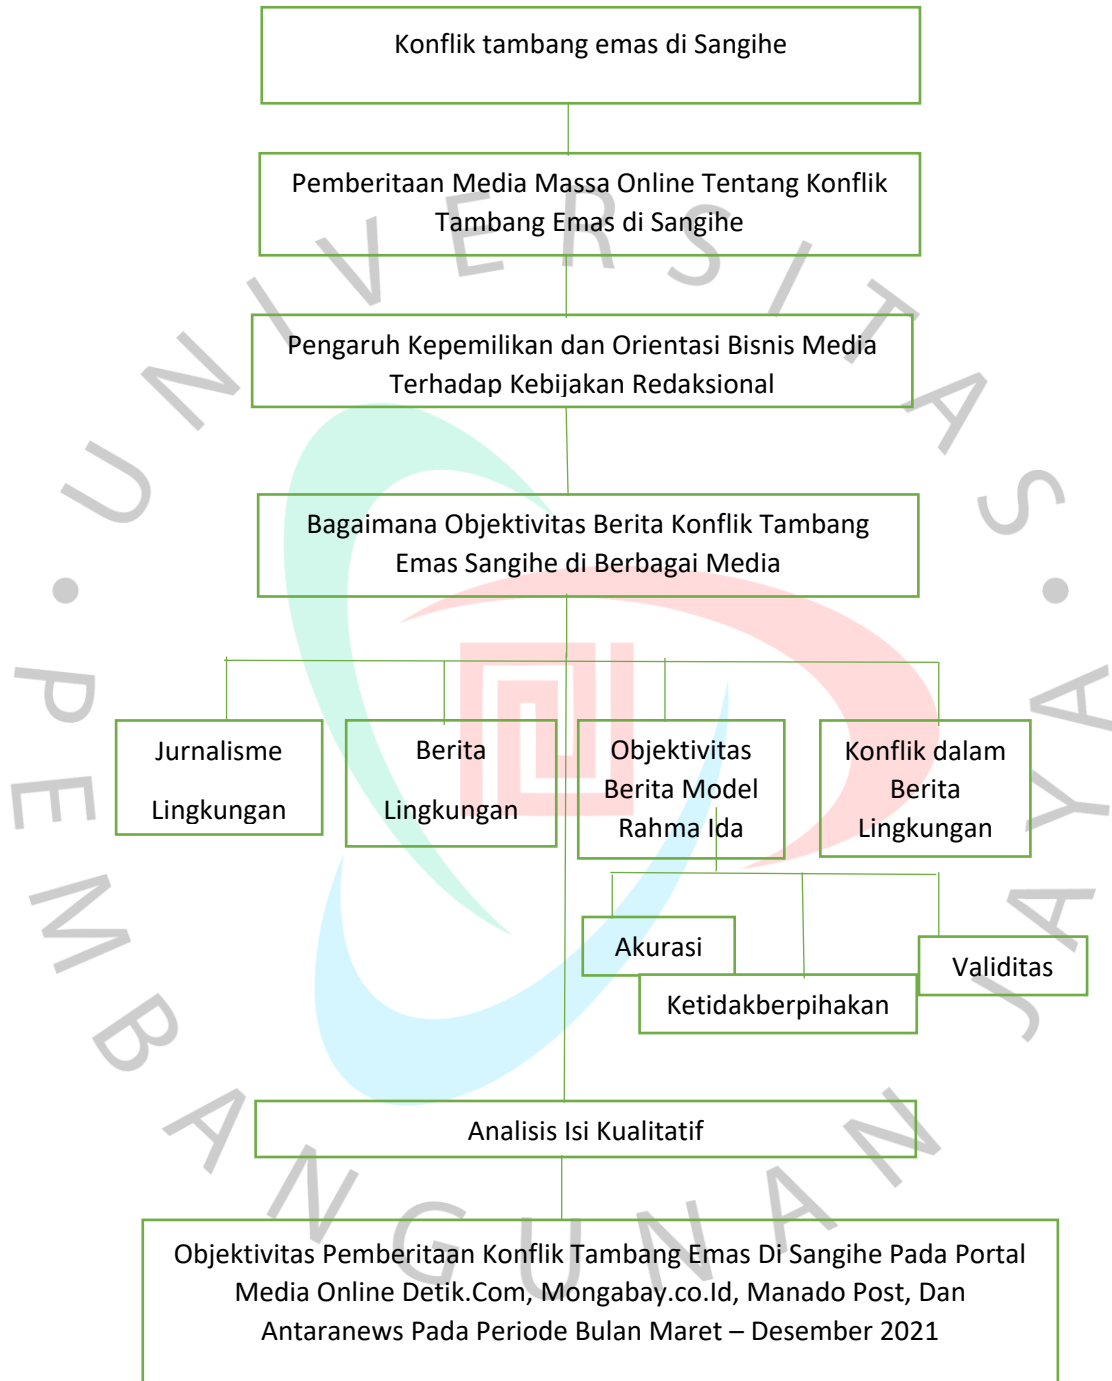 Konflik tambang emas di Sangihe
Pemberitaan Media Massa Online Tentang Konflik
Tambang Emas di Sangihe
Pengaruh Kepemilikan dan Orientasi Bisnis Media
Terhadap Kebijakan Redaksional
Bagaimana Objektivitas Berita Konflik Tambang
Emas Sangihe di Berbagai Media
Jurnalisme
Lingkungan
Berita
Lingkungan
Objektivitas
Berita Model
Rahma Ida
Konflik dalam
Berita
Lingkungan
Akurasi
Ketidakberpihakan
Validitas
Analisis Isi Kualitatif
Objektivitas Pemberitaan Konflik Tambang Emas Di Sangihe Pada Portal
Media Online Detik.Com, Mongabay.co.Id, Manado Post, Dan
Antaranews Pada Periode Bulan Maret – Desember 2021
UNIVERSITAS • PEMBANGUNAN JAYA •